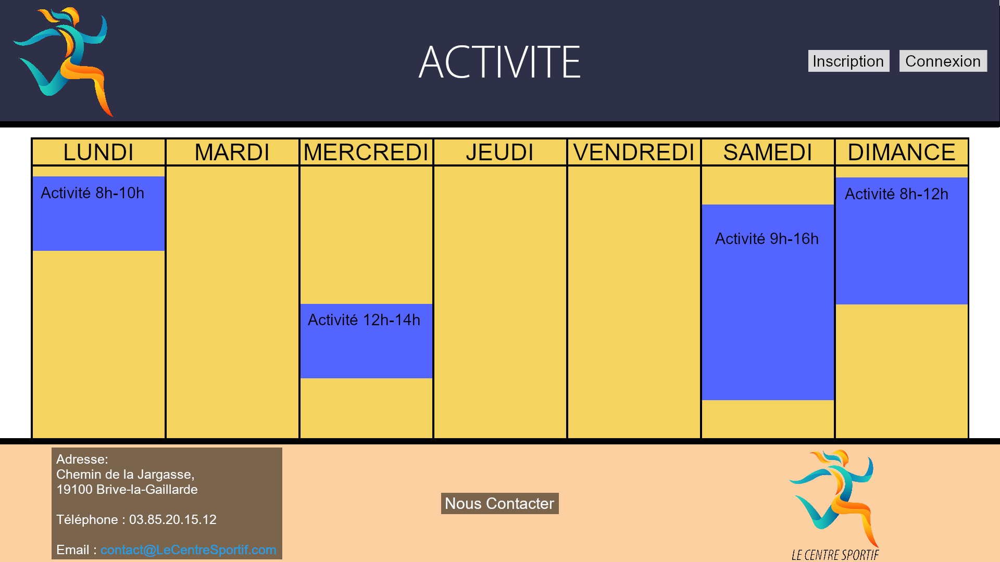 ACTIVITE
Inscription
Connexion
LUNDI
MARDI
MERCREDI
JEUDI
VENDREDI
SAMEDI
DIMANCE
Activité 8h-10h
Activité 12h-14h
Activité 9h-16h
Activité 8h-12h
Adresse:
Chemin de la Jargasse,
19100 Brive-la-Gaillarde
Téléphone : 03.85.20.15.12
Email : contact@LeCentreSportif.com
Nous Contacter
LE CENTRE SPORTIF